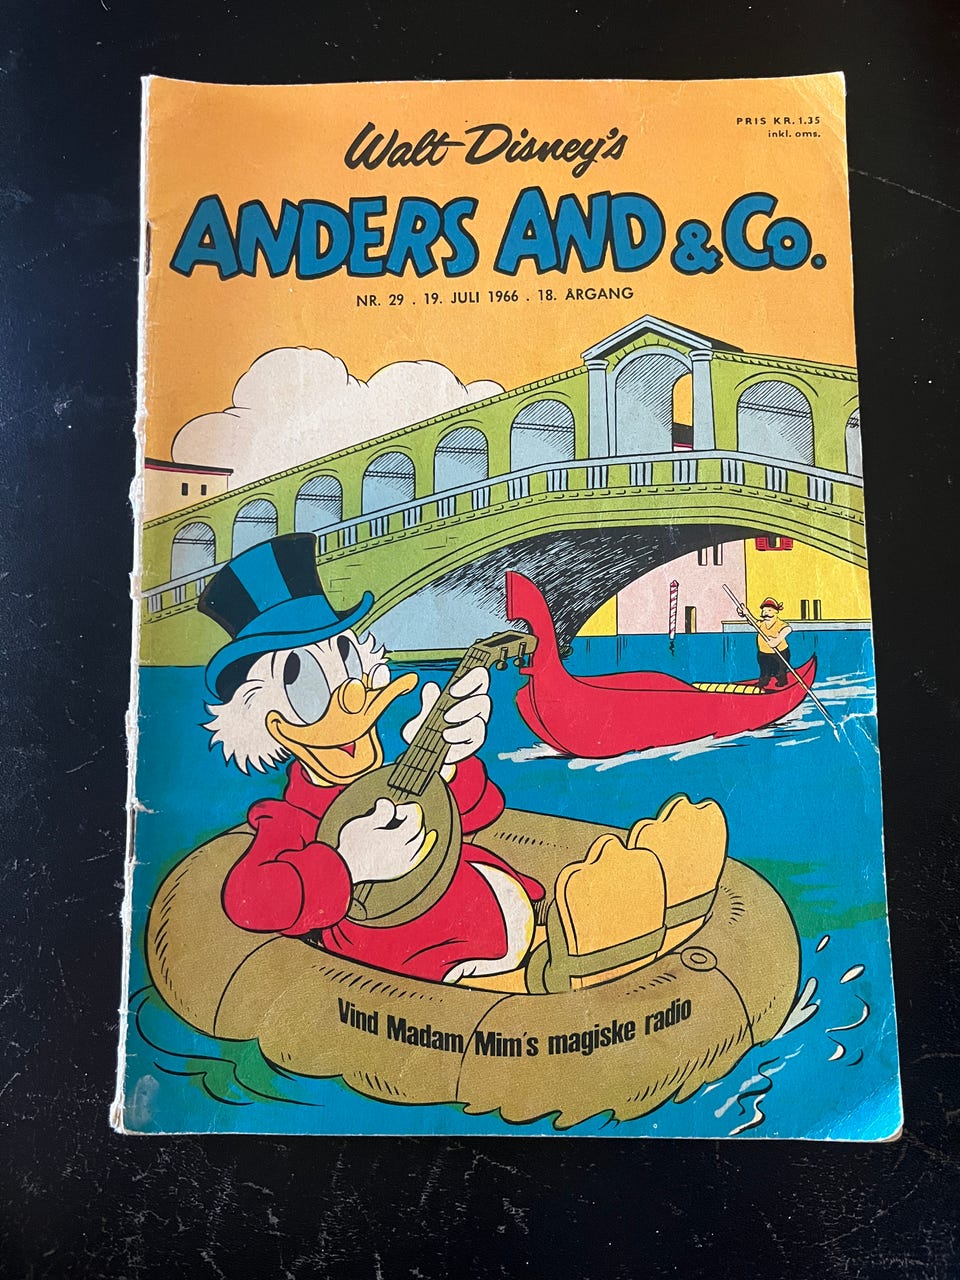 PRIS KR. 1.35
inkl. oms.
Walt Disney's
ANDERS AND & Co.
NR. 29 . 19. JULI 1966 . 18. ÅRGANG
Vind Madam Mim's magiske radio